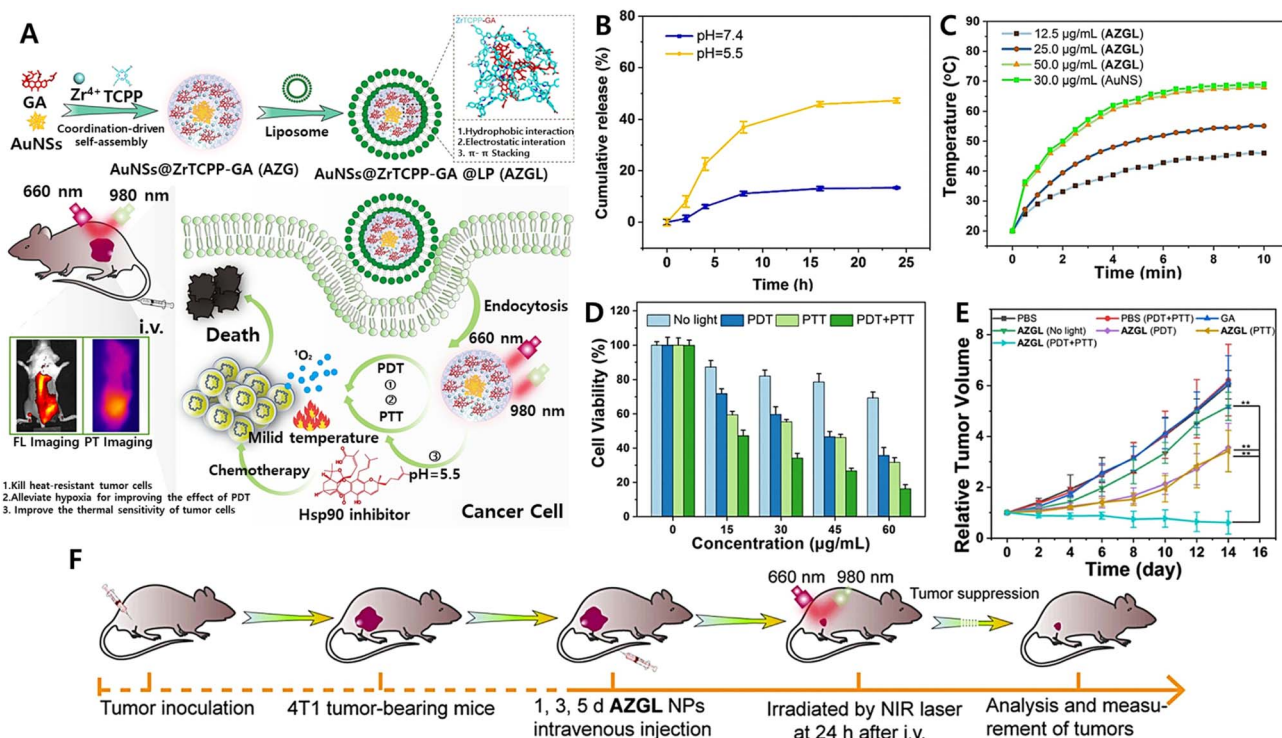 A
GA
Zr⁴⁺ TCPP
AuNSs
Coordination-driven
self-assembly
AuNSs@ZrTCPP-GA (AZG)
Liposome
AuNSs@ZrTCPP-GA @LP (AZGL)
ZrTCPP-GA
1.Hydrophobic interaction
2.Electrostatic interation
3. π- π Stacking
660 nm
980 nm
i.v.
FL Imaging
PT Imaging
1.Kill heat-resistant tumor cells
2.Alleviate hypoxia for improving the effect of PDT
3. Improve the thermal sensitivity of tumor cells
Death
¹O₂
Milid temperature
Chemotherapy
Hsp90 inhibitor
PDT
①
②
PTT
③
pH=5.5
Endocytosis
660 nm
980 nm
Cancer Cell
B
Cumulative release (%)
80
60
40
20
0
pH=7.4
pH=5.5
0 5 10 15 20 25
Time (h)
C
Temperature (°C)
90
80
70
60
50
40
30
20
12.5 μg/mL (AZGL)
25.0 μg/mL (AZGL)
50.0 μg/mL (AZGL)
30.0 μg/mL (AuNS)
0 2 4 6 8 10
Time (min)
D
Cell Viability (%)
120
110
100
90
80
70
60
50
40
30
20
10
0
No light PDT PTT PDT+PTT
0 15 30 45 60
Concentration (μg/mL)
E
Relative Tumor Volume
8
6
4
2
0
PBS PBS (PDT+PTT) GA
AZGL (No light) AZGL (PDT) AZGL (PTT)
AZGL (PDT+PTT)
**
**
**
0 2 4 6 8 10 12 14 16
Time (day)
F
660 nm 980 nm
Tumor suppression
Tumor inoculation
4T1 tumor-bearing mice
1, 3, 5 d AZGL NPs
intravenous injection
Irradiated by NIR laser
at 24 h after i.v.
Analysis and measu-
rement of tumors